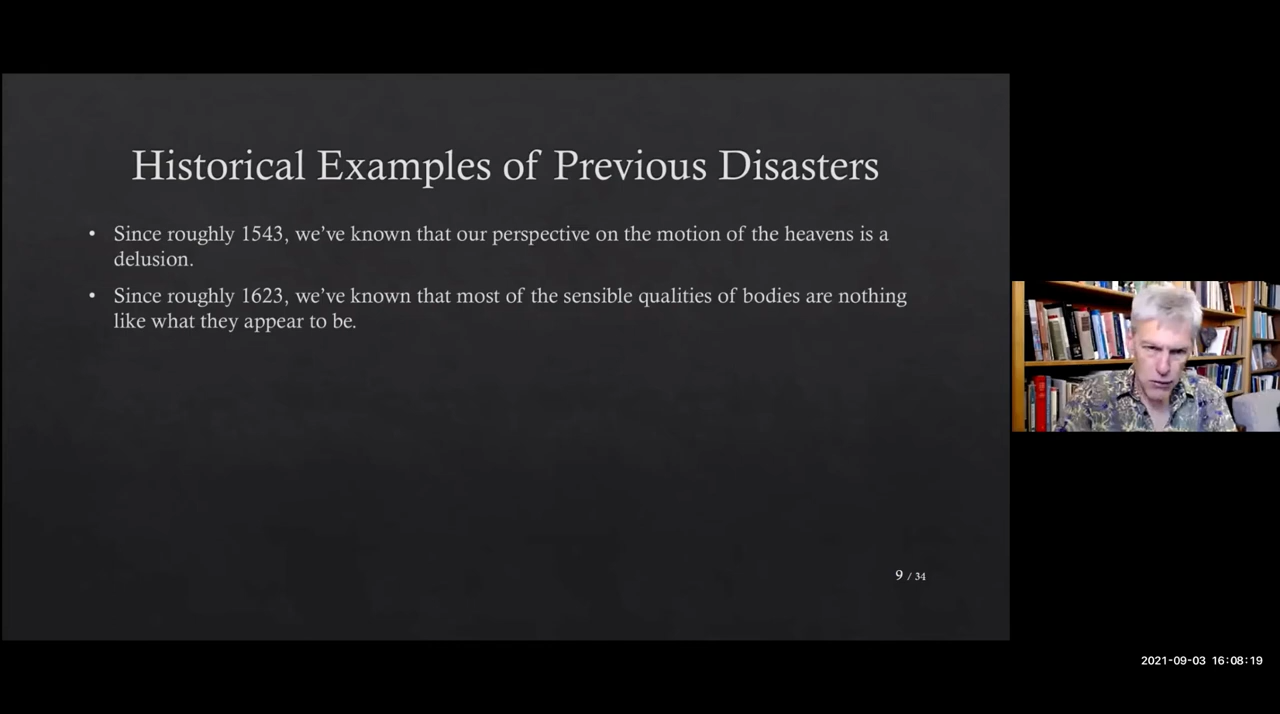 Historical Examples of Previous Disasters
• Since roughly 1543, we’ve known that our perspective on the motion of the heavens is a
delusion.
• Since roughly 1623, we’ve known that most of the sensible qualities of bodies are nothing
like what they appear to be.
9 / 34
2021-09-03 16:08:19